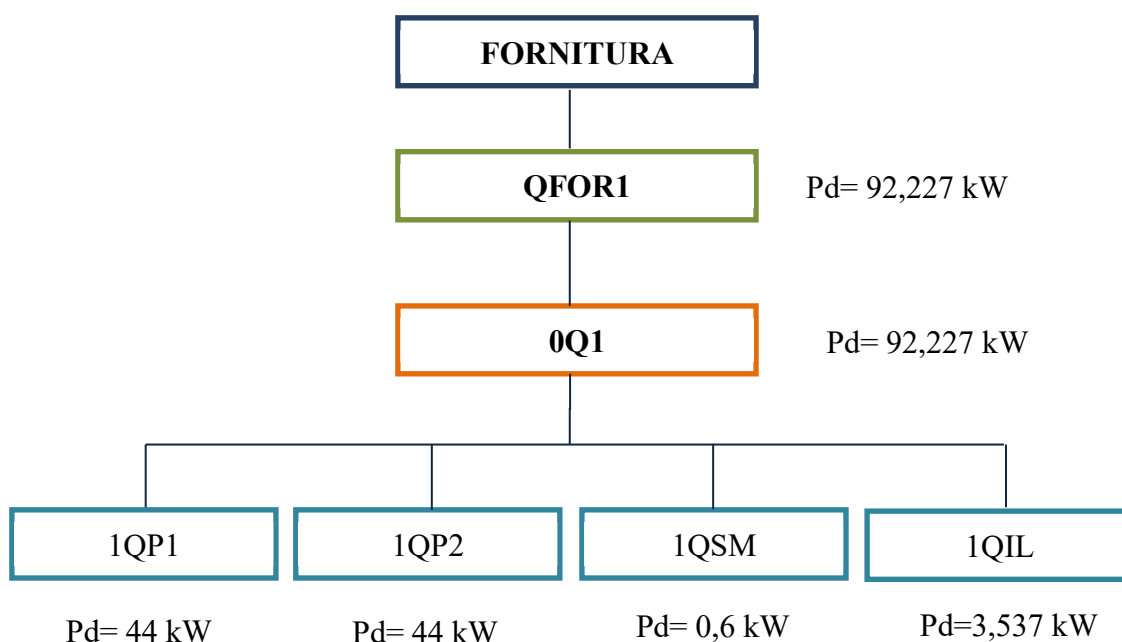 FORNITURA
QFOR1
Pd= 92,227 kW
0Q1
Pd= 92,227 kW
1QP1
1QP2
1QSM
1QIL
Pd= 44 kW
Pd= 44 kW
Pd= 0,6 kW
Pd=3,537 kW